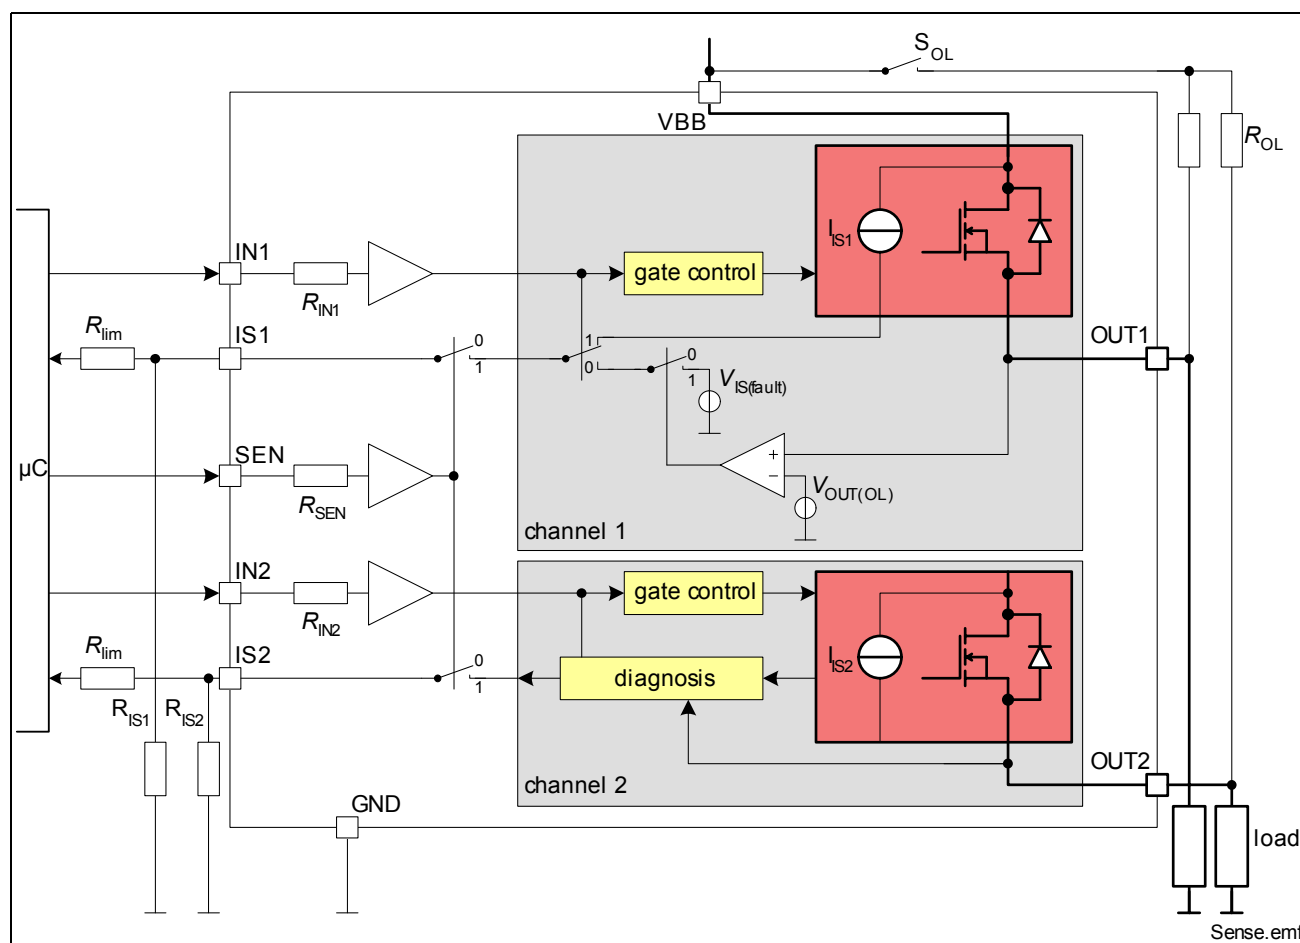 S_OL
VBB
R_OL
IN1
R_IN1
gate control
I_IS1
R_lim
IS1
0
1
1
0
0
1
V_IS(fault)
OUT1
µC
SEN
R_SEN
+
−
V_OUT(OL)
channel 1
IN2
R_IN2
gate control
I_IS2
R_lim
IS2
0
1
diagnosis
R_IS1
R_IS2
channel 2
OUT2
GND
load
Sense.emf